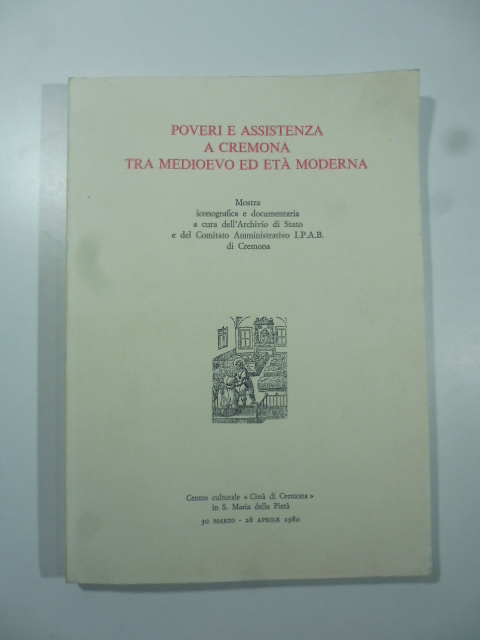 POVERI E ASSISTENZA
A CREMONA
TRA MEDIOEVO ED ETÀ MODERNA
Mostra
iconografica e documentaria
a cura dell'Archivio di Stato
e del Comitato Amministrativo I.P.A.B.
di Cremona
Centro culturale « Città di Cremona »
in S. Maria della Pietà
30 MARZO - 28 APRILE 1980